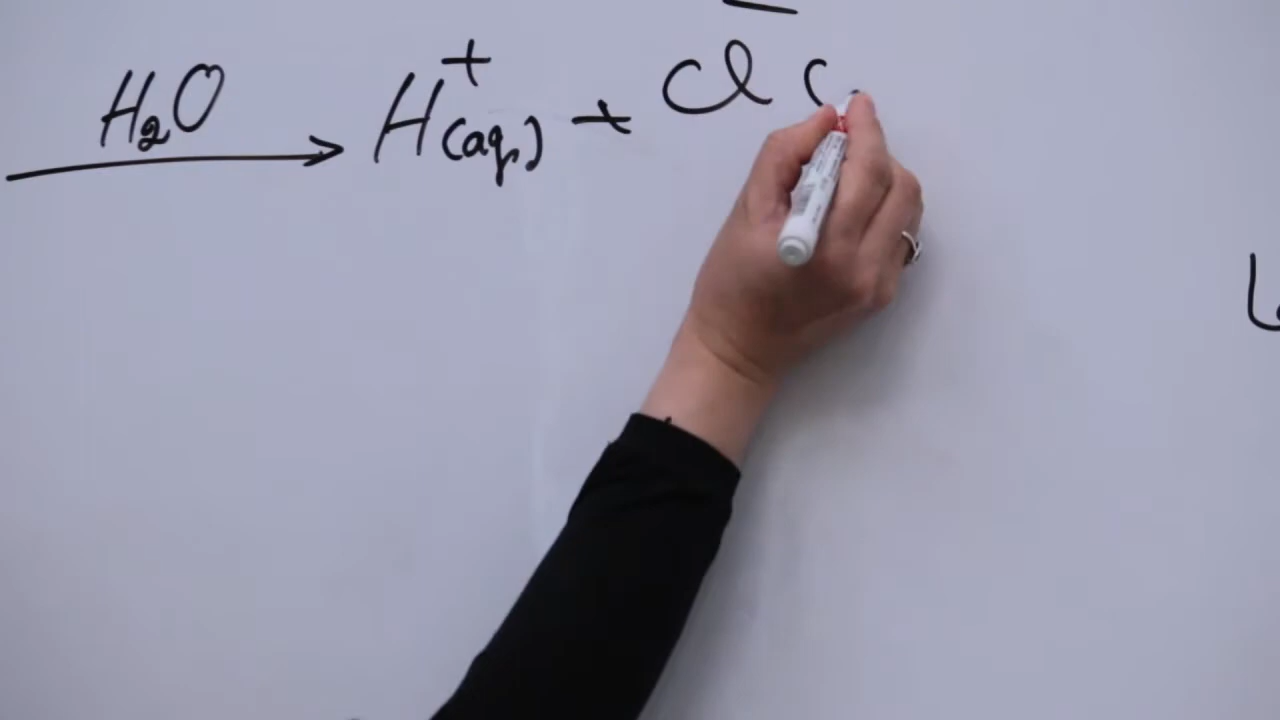 H₂O → H⁺(aq) + Cl⁻ (